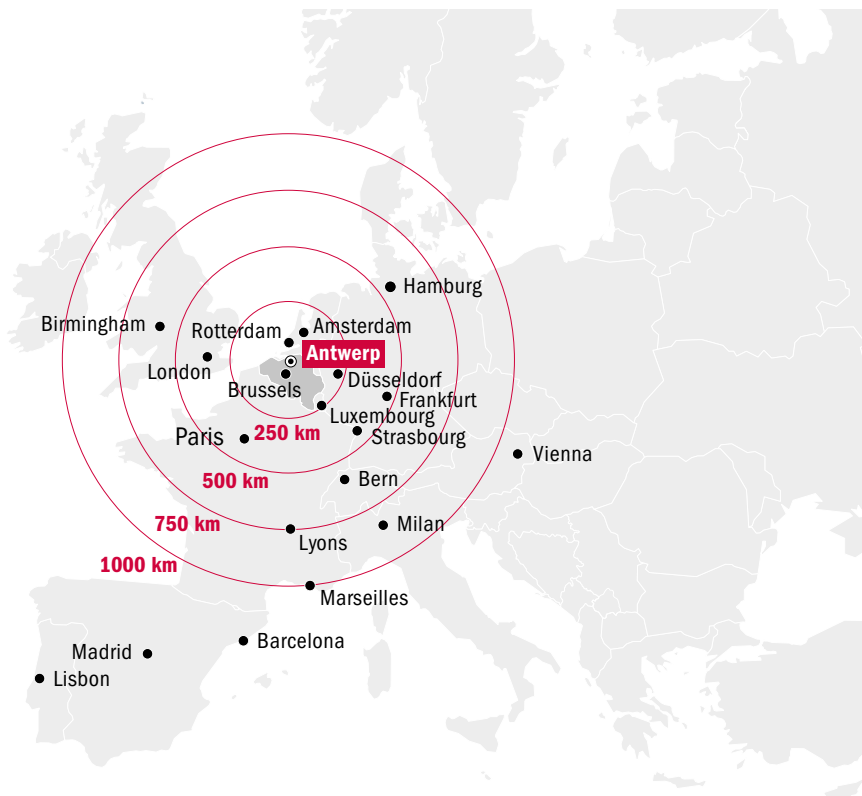 Hamburg
Birmingham
Rotterdam
Amsterdam
Antwerp
London
Brussels
Düsseldorf
Frankfurt
Luxembourg
Paris
250 km
Strasbourg
Vienna
500 km
Bern
750 km
Milan
Lyons
1000 km
Marseilles
Barcelona
Madrid
Lisbon